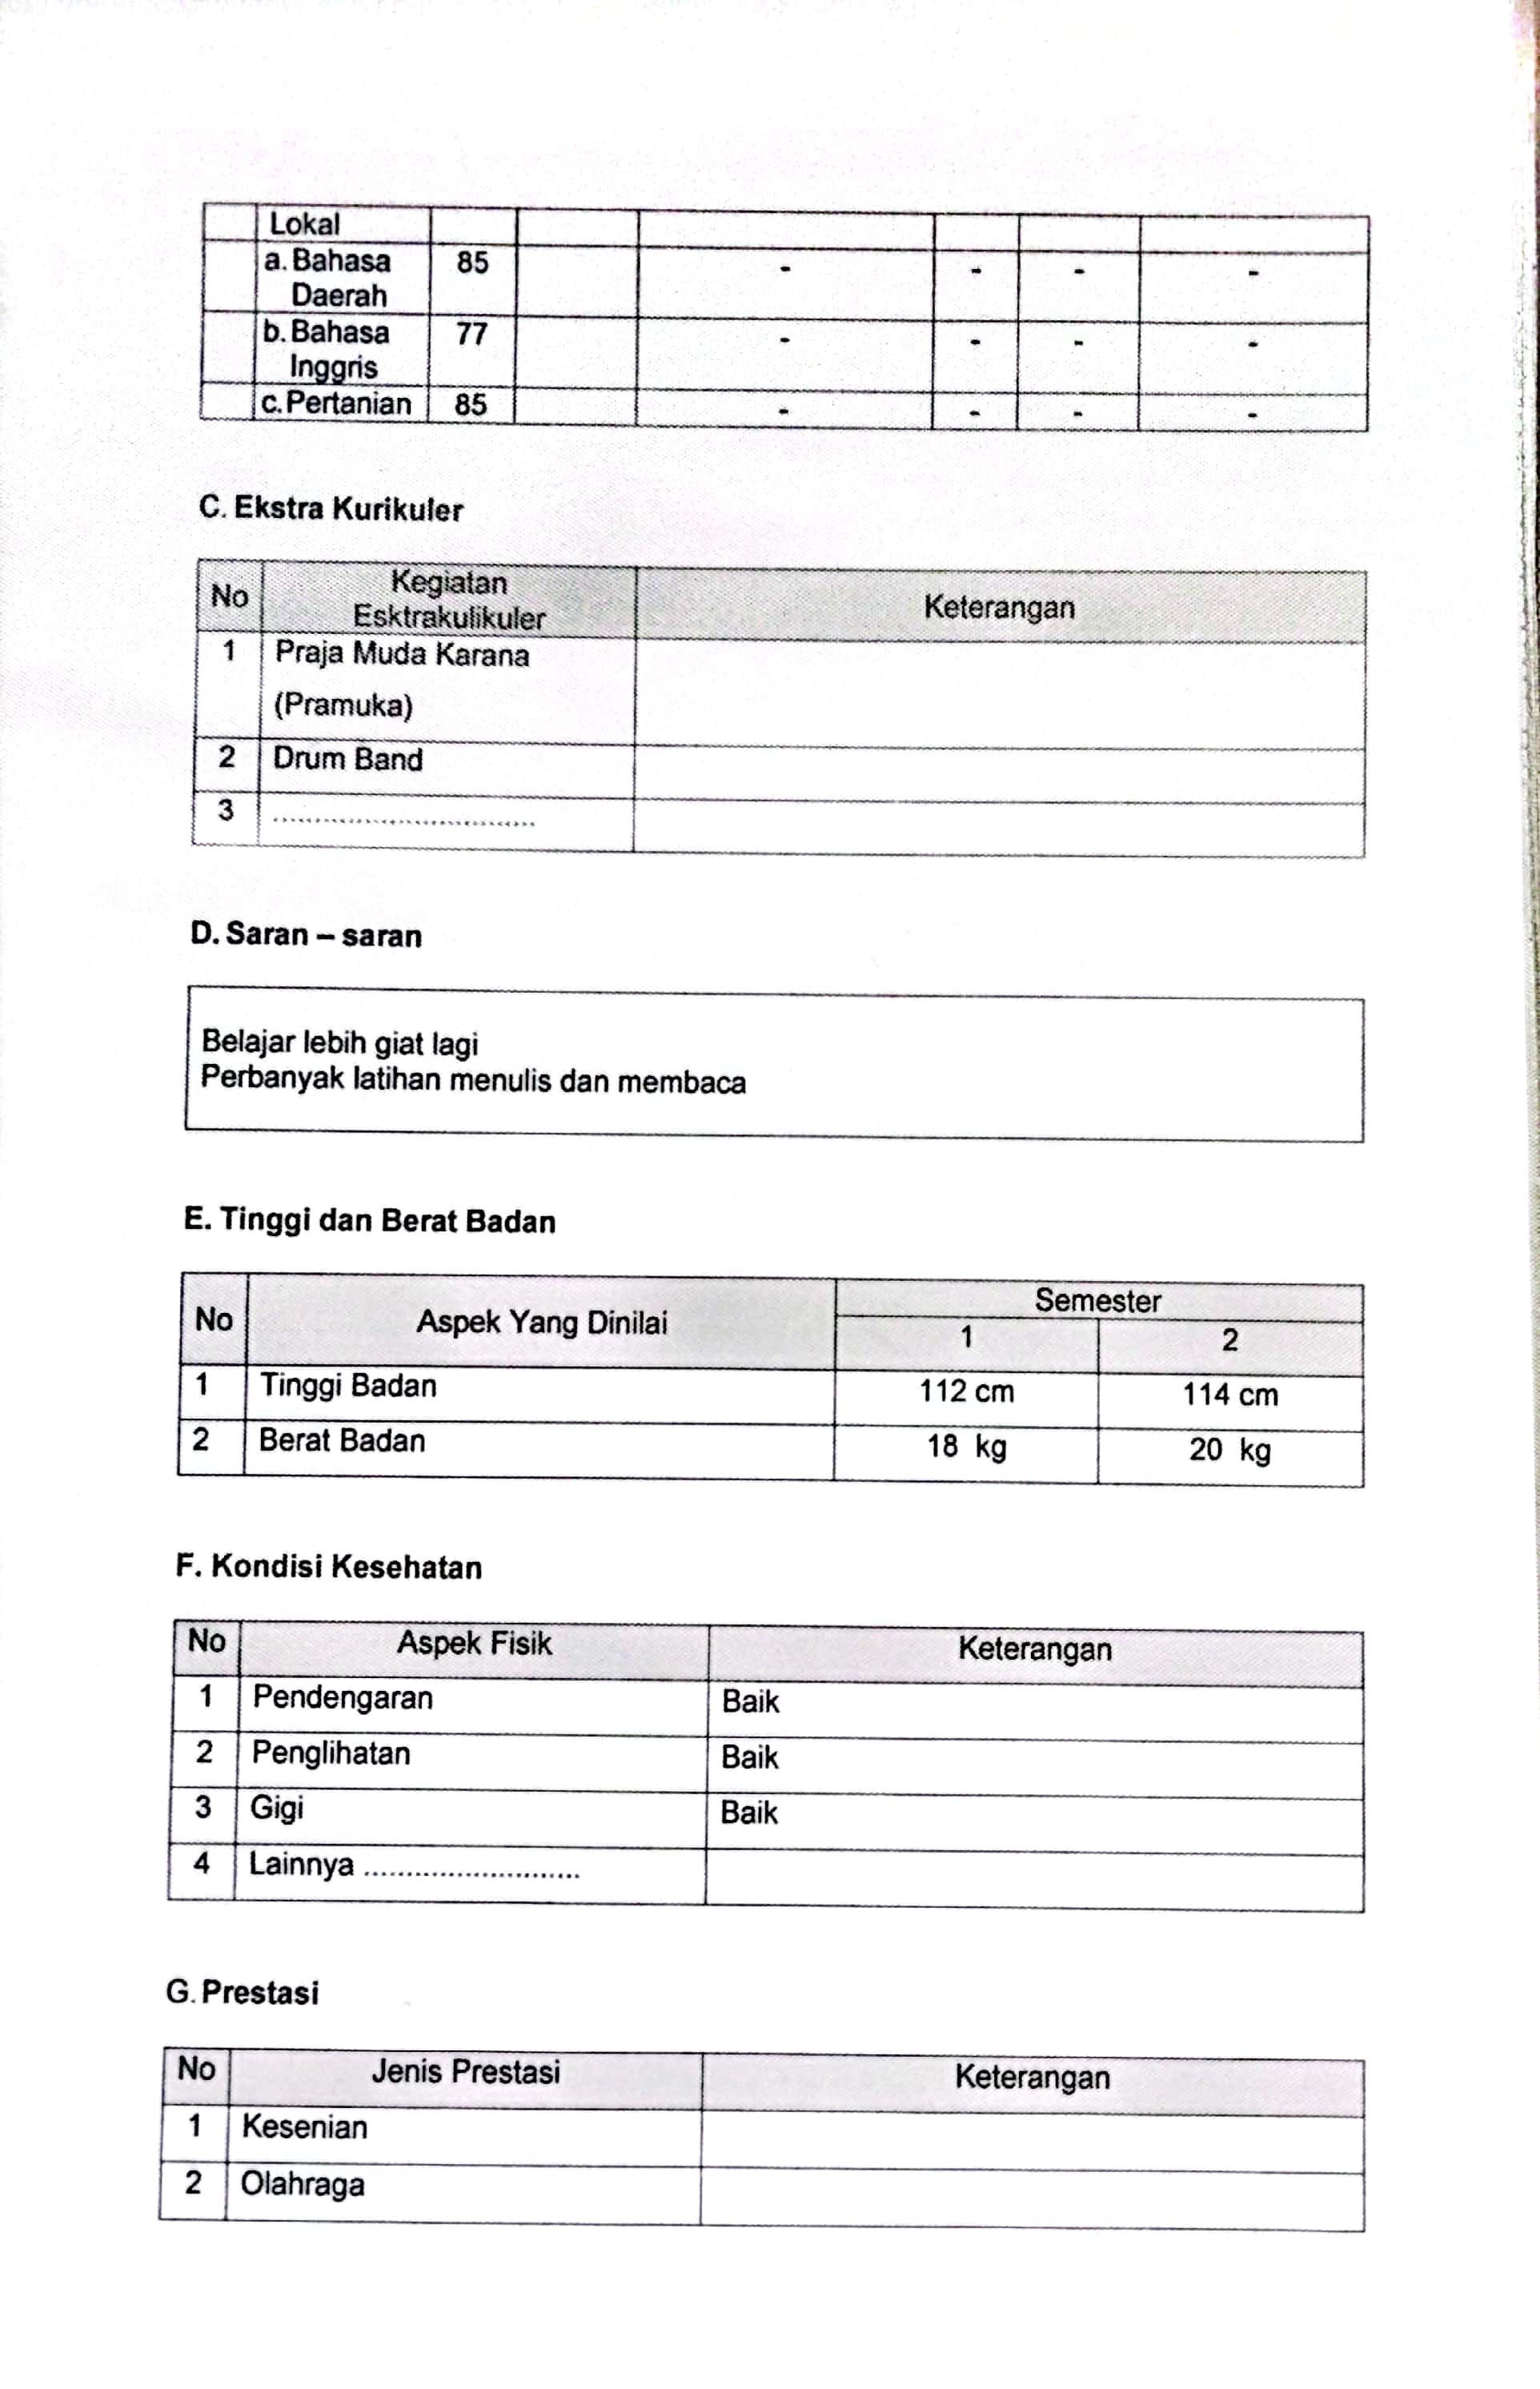 Lokal
a. Bahasa 85 - - - -
Daerah
b. Bahasa 77 - - - -
Inggris
c. Pertanian 85 - - - -
C. Ekstra Kurikuler
No Kegiatan Esktrakulikuler Keterangan
1 Praja Muda Karana
(Pramuka)
2 Drum Band
3 ................................
D. Saran – saran
Belajar lebih giat lagi
Perbanyak latihan menulis dan membaca
E. Tinggi dan Berat Badan
No Aspek Yang Dinilai Semester
1 2
1 Tinggi Badan 112 cm 114 cm
2 Berat Badan 18 kg 20 kg
F. Kondisi Kesehatan
No Aspek Fisik Keterangan
1 Pendengaran Baik
2 Penglihatan Baik
3 Gigi Baik
4 Lainnya ..........................
G. Prestasi
No Jenis Prestasi Keterangan
1 Kesenian
2 Olahraga